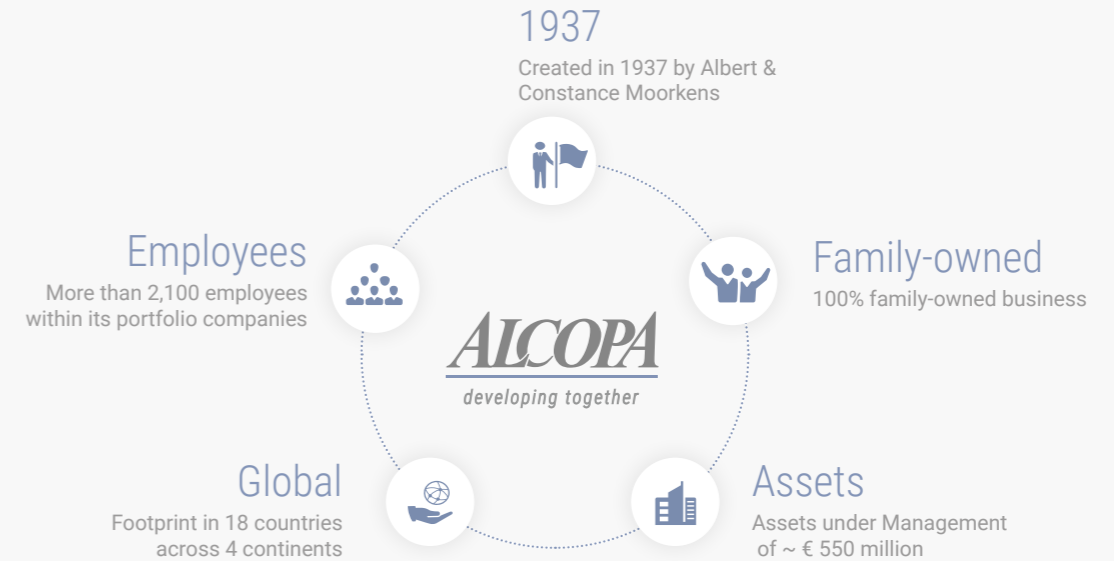 1937
Created in 1937 by Albert &
Constance Moorkens
Employees
More than 2,100 employees
within its portfolio companies
Family-owned
100% family-owned business
ALCOPA
developing together
Global
Footprint in 18 countries
across 4 continents
Assets
Assets under Management
of ~ € 550 million